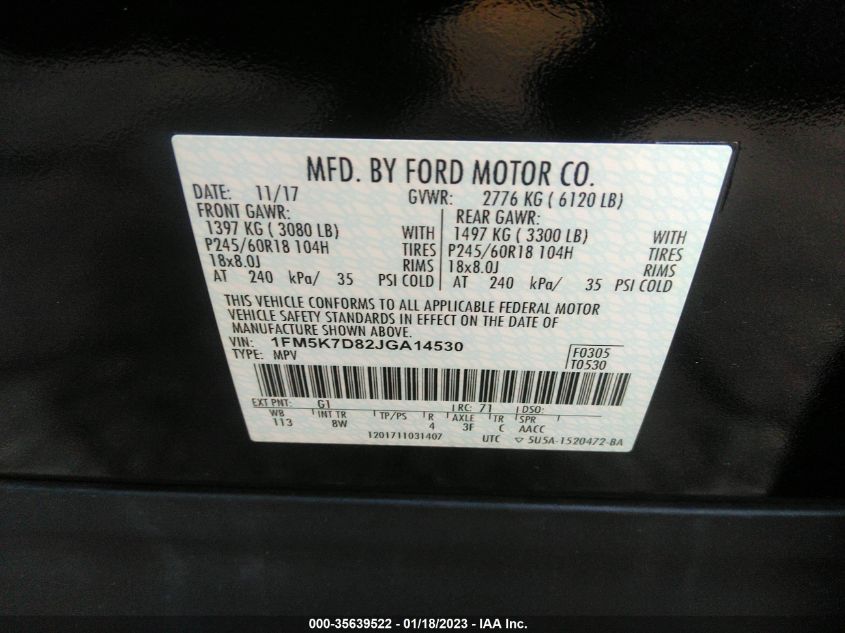 MFD. BY FORD MOTOR CO.
DATE: 11/17 GVWR: 2776 KG ( 6120 LB)
FRONT GAWR: REAR GAWR:
1397 KG ( 3080 LB) WITH 1497 KG ( 3300 LB) WITH
P245/60R18 104H TIRES P245/60R18 104H TIRES
18x8.0J RIMS 18x8.0J RIMS
AT 240 kPa/ 35 PSI COLD AT 240 kPa/ 35 PSI COLD
THIS VEHICLE CONFORMS TO ALL APPLICABLE FEDERAL MOTOR
VEHICLE SAFETY STANDARDS IN EFFECT ON THE DATE OF
MANUFACTURE SHOWN ABOVE.
VIN: 1FM5K7D82JGA14530 F0305
TYPE: MPV T0530
EXT PNT: G1 RC: 71 DSO:
WB INT TR TP/PS R AXLE TR SPR
113 8W 4 3F C AACC
1201711031407 UTC 5U5A-1520472-BA
000-35639522 - 01/18/2023 - IAA Inc.